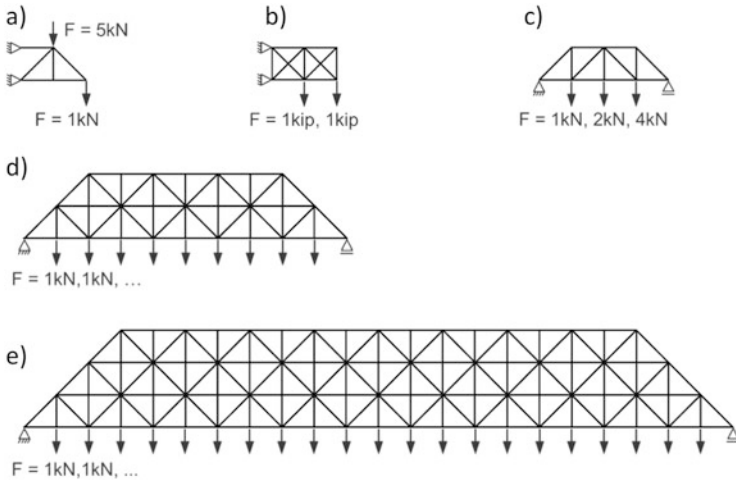 a)
F = 5kN
F = 1kN
b)
F = 1kip, 1kip
c)
F = 1kN, 2kN, 4kN
d)
F = 1kN,1kN, ...
e)
F = 1kN,1kN, ...